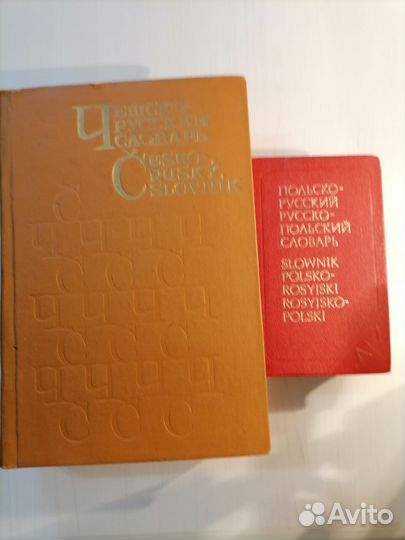 Чешско-
русский
словарь
Česko-
ruský
slovník
Č Č Č
Ч Ч Ч Ч
Č Č Č
Ч Ч Ч Ч
Č Č Č
Ч Ч Ч Ч
Č Č Č
ПОЛЬСКО-
РУССКИЙ
РУССКО-
ПОЛЬСКИЙ
СЛОВАРЬ
SŁOWNIK
POLSKO-
ROSYJSKI
ROSYJSKO-
POLSKI
Avito